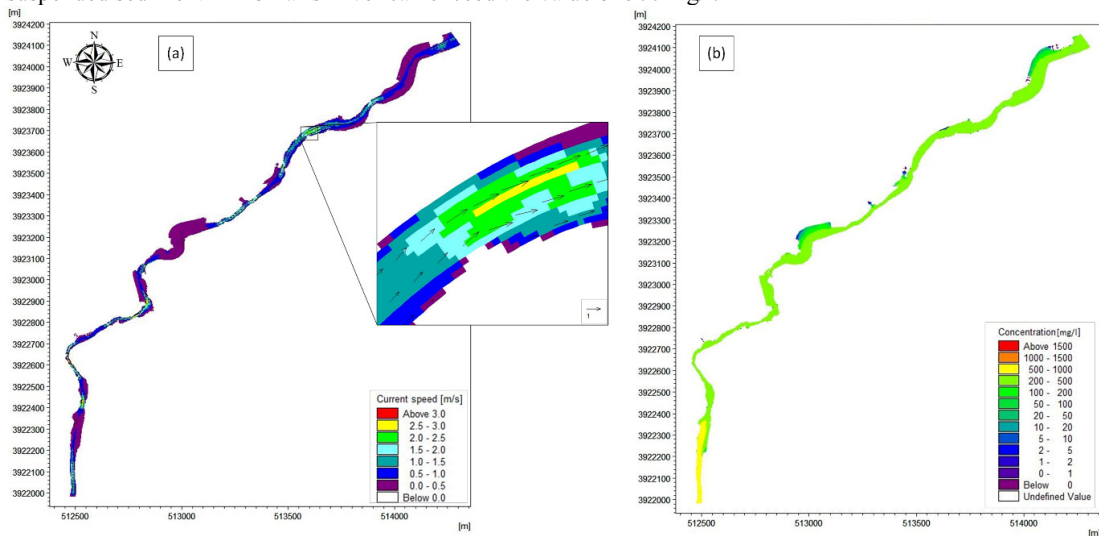 suspended sediment
[m]
3924200
3924100
3924000
3923900
3923800
3923700
3923600
3923500
3923400
3923300
3923200
3923100
3923000
3922900
3922800
3922700
3922600
3922500
3922400
3922300
3922200
3922100
3922000
N
W E
S
(a)
1
Current speed [m/s]
Above 3.0
2.5 - 3.0
2.0 - 2.5
1.5 - 2.0
1.0 - 1.5
0.5 - 1.0
0.0 - 0.5
Below 0.0
512500 513000 513500 514000
[m]
[m]
3924200
3924100
3924000
3923900
3923800
3923700
3923600
3923500
3923400
3923300
3923200
3923100
3923000
3922900
3922800
3922700
3922600
3922500
3922400
3922300
3922200
3922100
3922000
(b)
Concentration [mg/l]
Above 1500
1000 - 1500
500 - 1000
200 - 500
100 - 200
50 - 100
20 - 50
10 - 20
5 - 10
2 - 5
1 - 2
0 - 1
Below 0
Undefined Value
512500 513000 513500 514000
[m]